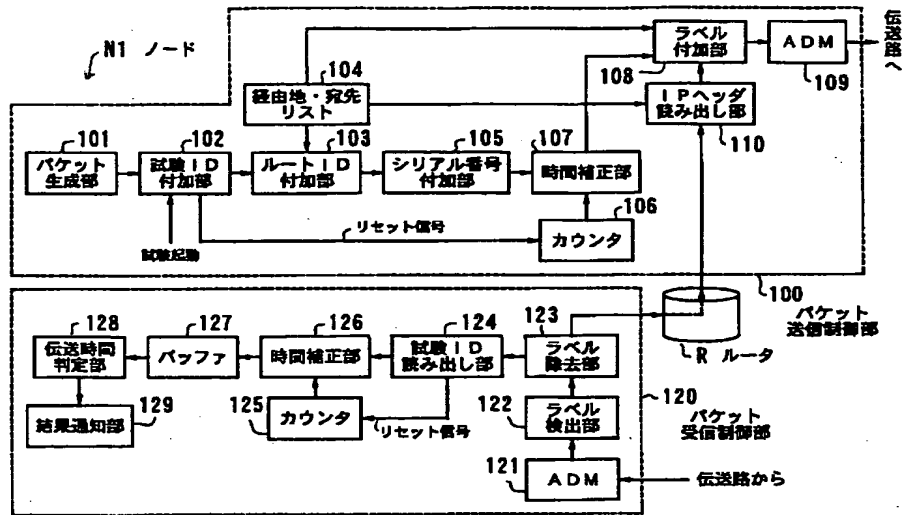 N1 ノード
104
経由地・宛先
リスト
ラベル
付加部
108
ADM
109
伝送路へ
IPヘッダ
読み出し部
110
101
パケット
生成部
102
試験ID
付加部
103
ルートID
付加部
105
シリアル番号
付加部
107
時間補正部
106
カウンタ
リセット信号
試験起動
100
パケット
送信制御部
R ルータ
128
伝送時間
判定部
127
バッファ
126
時間補正部
124
試験ID
読み出し部
123
ラベル
除去部
129
結果通知部
125
カウンタ
リセット信号
122
ラベル
検出部
120
パケット
受信制御部
121
ADM
伝送路から